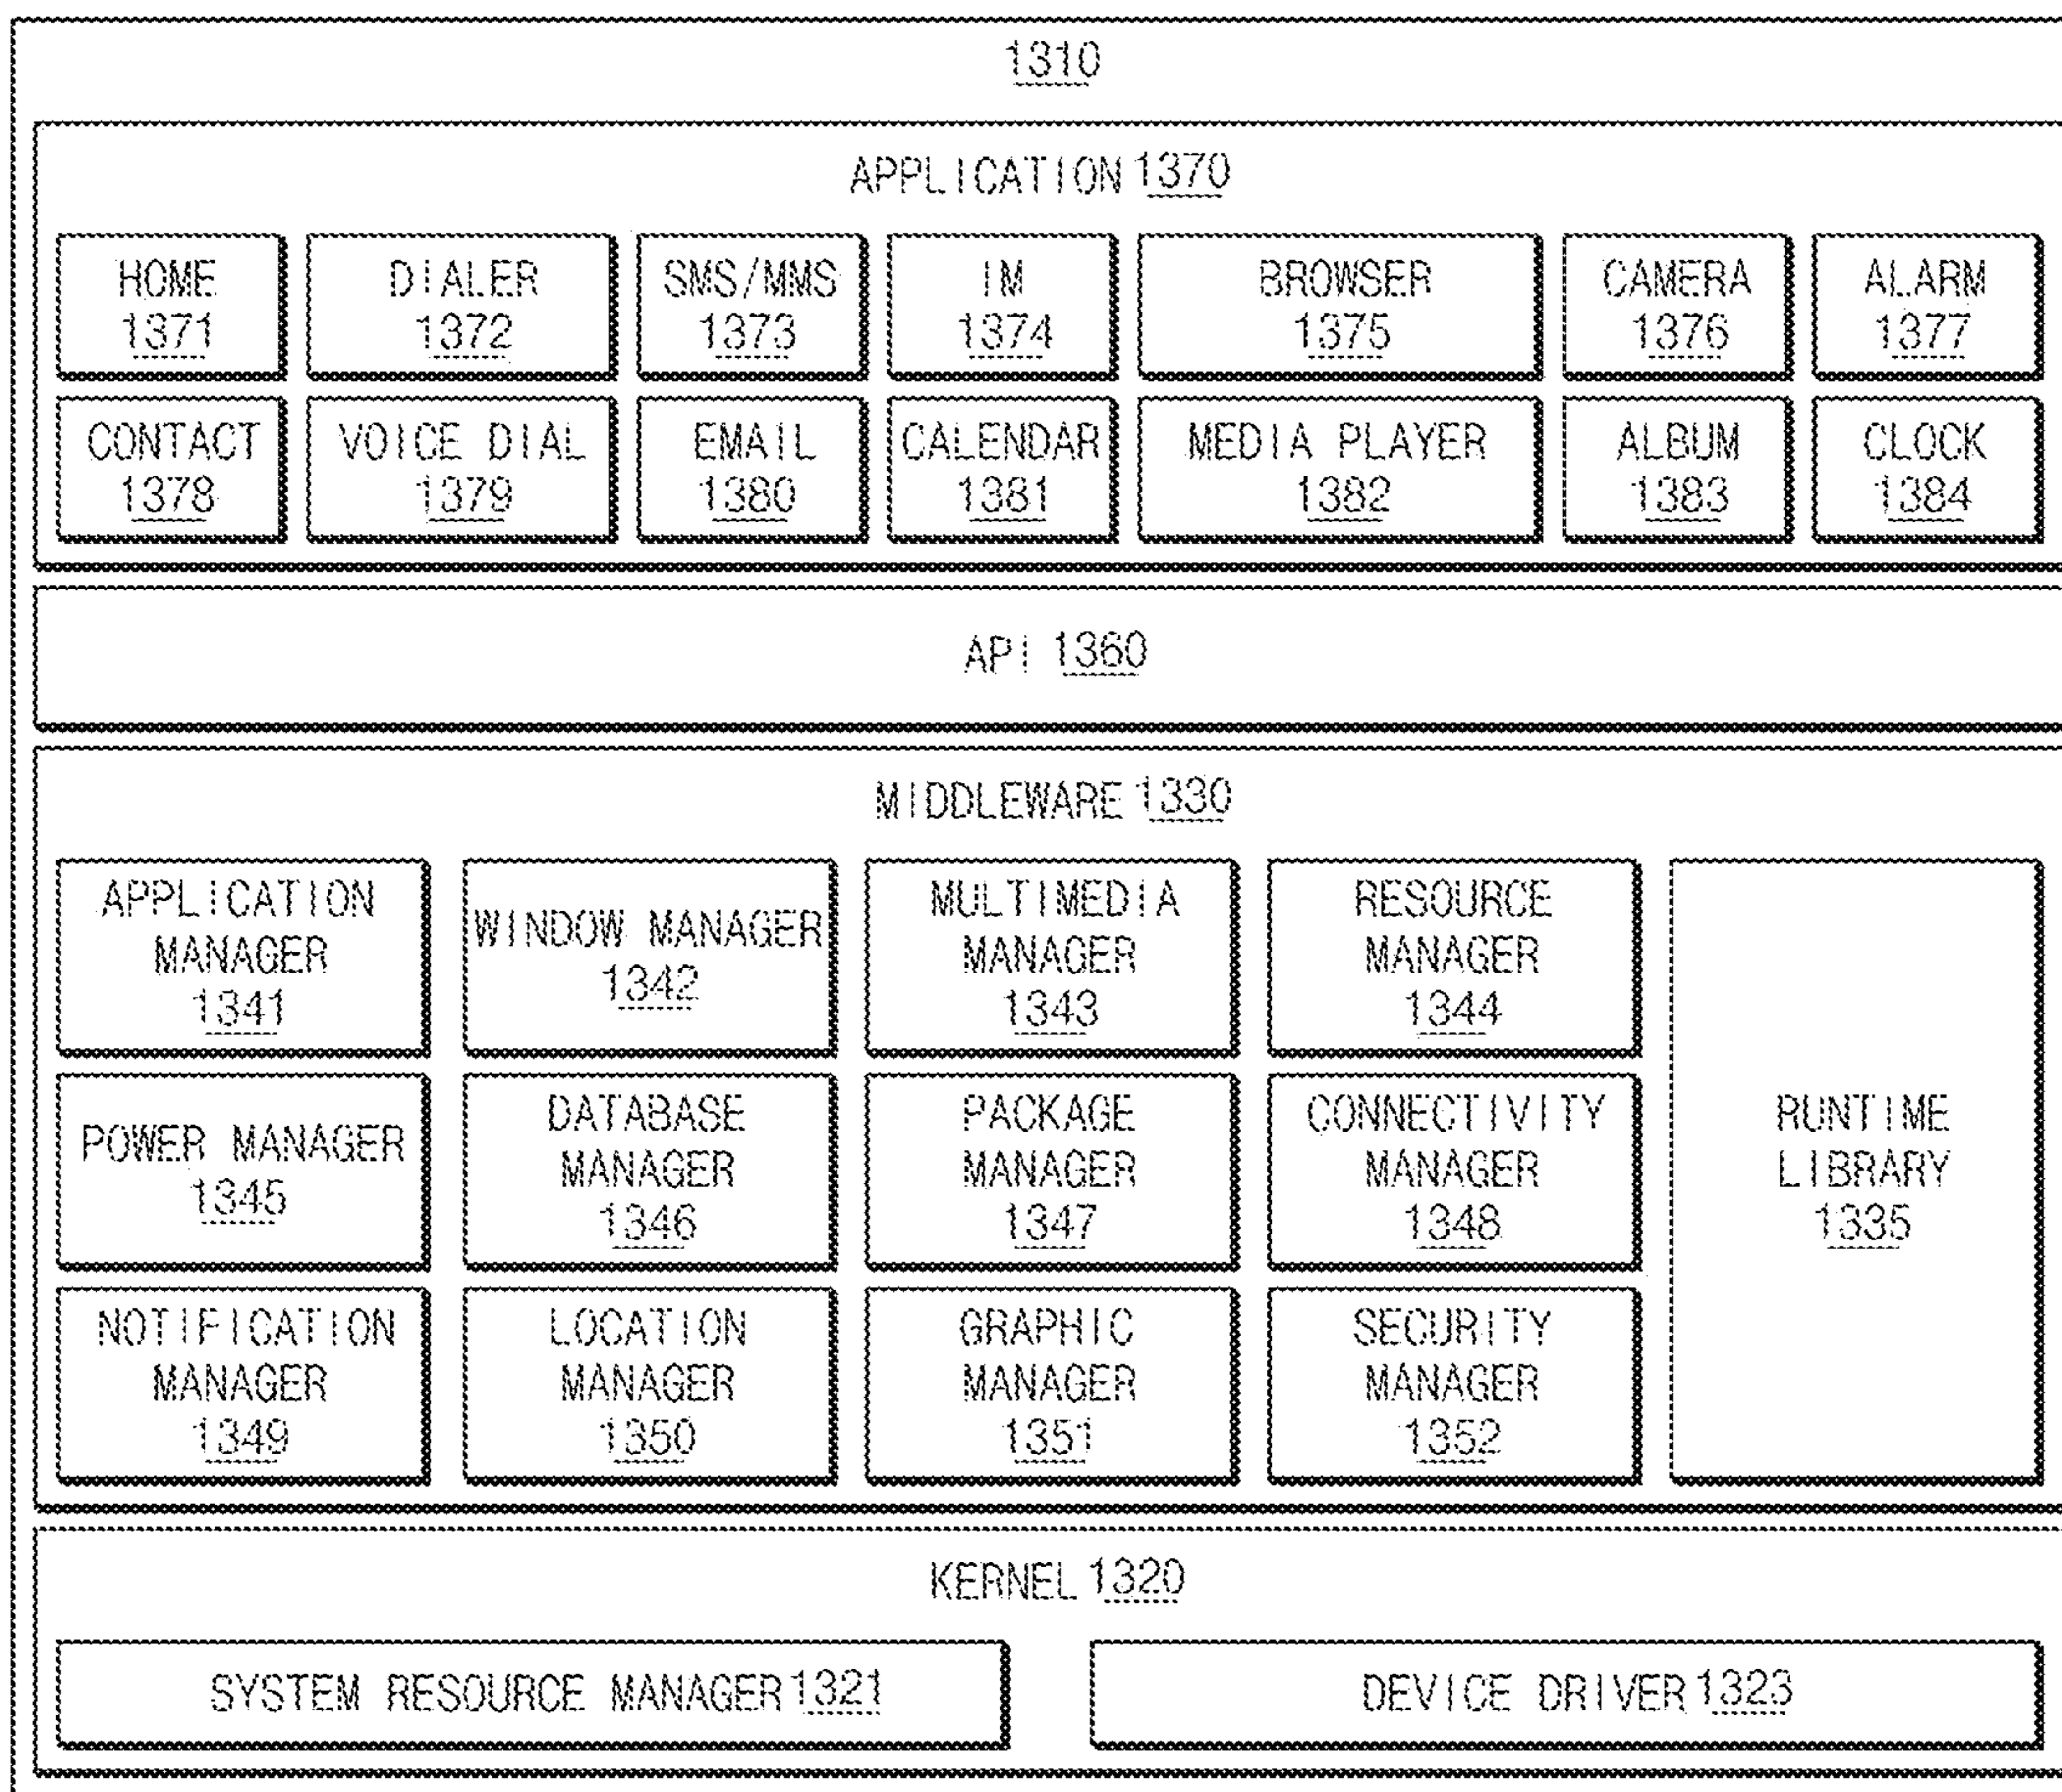 1310
APPLICATION 1370
HOME
1371
DIALER
1372
SMS/MMS
1373
IM
1374
BROWSER
1375
CAMERA
1376
ALARM
1377
CONTACT
1378
VOICE DIAL
1379
EMAIL
1380
CALENDAR
1381
MEDIA PLAYER
1382
ALBUM
1383
CLOCK
1384
API 1360
MIDDLEWARE 1330
APPLICATION
MANAGER
1341
WINDOW MANAGER
1342
MULTIMEDIA
MANAGER
1343
RESOURCE
MANAGER
1344
POWER MANAGER
1345
DATABASE
MANAGER
1346
PACKAGE
MANAGER
1347
CONNECTIVITY
MANAGER
1348
RUNTIME
LIBRARY
1335
NOTIFICATION
MANAGER
1349
LOCATION
MANAGER
1350
GRAPHIC
MANAGER
1351
SECURITY
MANAGER
1352
KERNEL 1320
SYSTEM RESOURCE MANAGER 1321
DEVICE DRIVER 1323